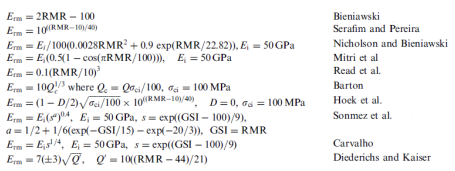 E_rm = 2RMR − 100 Bieniawski
E_rm = 10^((RMR−10)/40) Serafim and Pereira
E_rm = E_i/100(0.0028RMR^2 + 0.9 exp(RMR/22.82)), E_i = 50 GPa Nicholson and Bieniawski
E_rm = E_i(0.5(1 − cos(πRMR/100))), E_i = 50 GPa Mitri et al
E_rm = 0.1(RMR/10)^3 Read et al.
E_rm = 10Q_c^1/3 where Q_c = Qσ_ci/100, σ_ci = 100 MPa Barton
E_rm = (1 − D/2)√(σ_ci/100) × 10^((RMR−10)/40), D = 0, σ_ci = 100 MPa Hoek et al.
E_rm = E_i(s^a)^0.4, E_i = 50 GPa, s = exp((GSI − 100)/9), Sonmez et al.
a = 1/2 + 1/6(exp(−GSI/15) − exp(−20/3)), GSI = RMR
E_rm = E_i s^1/4, E_i = 50 GPa, s = exp((GSI − 100)/9) Carvalho
E_rm = 7(±3)√Q′, Q′ = 10((RMR − 44)/21) Diederichs and Kaiser